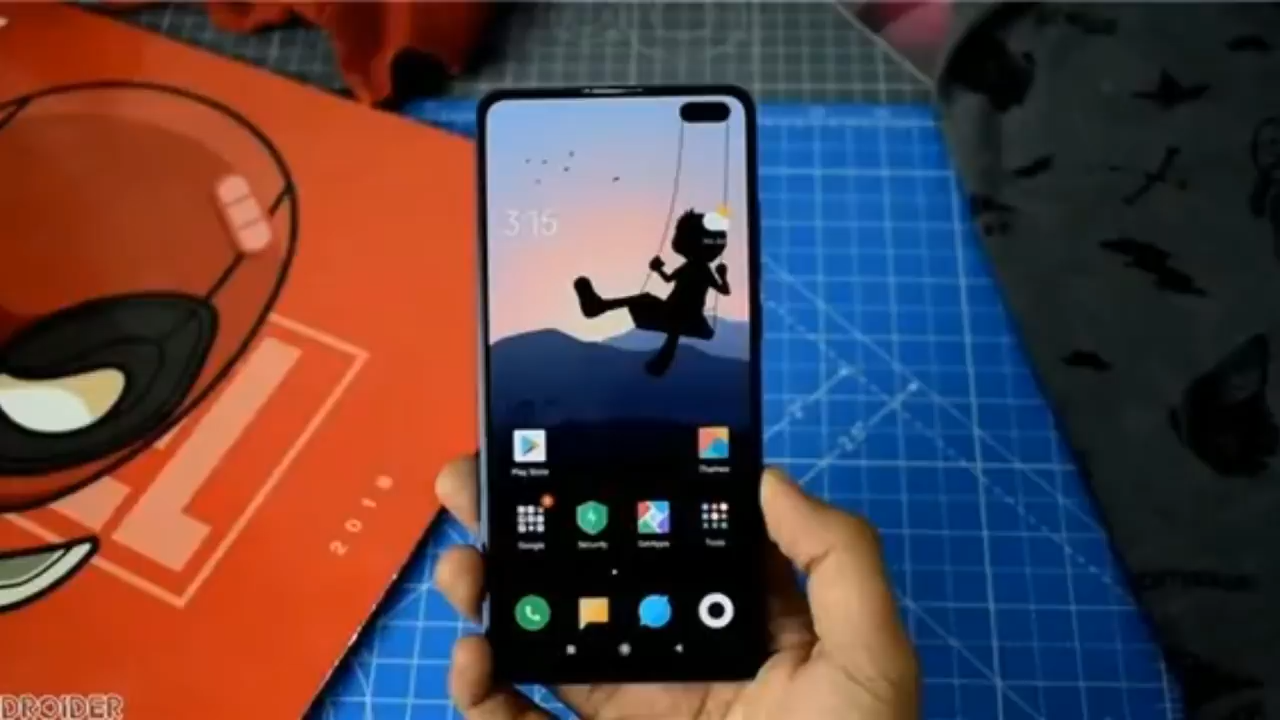 3:15
Play Store
Themes
Google
Security
GetApps
Tools
2018
DROIDER